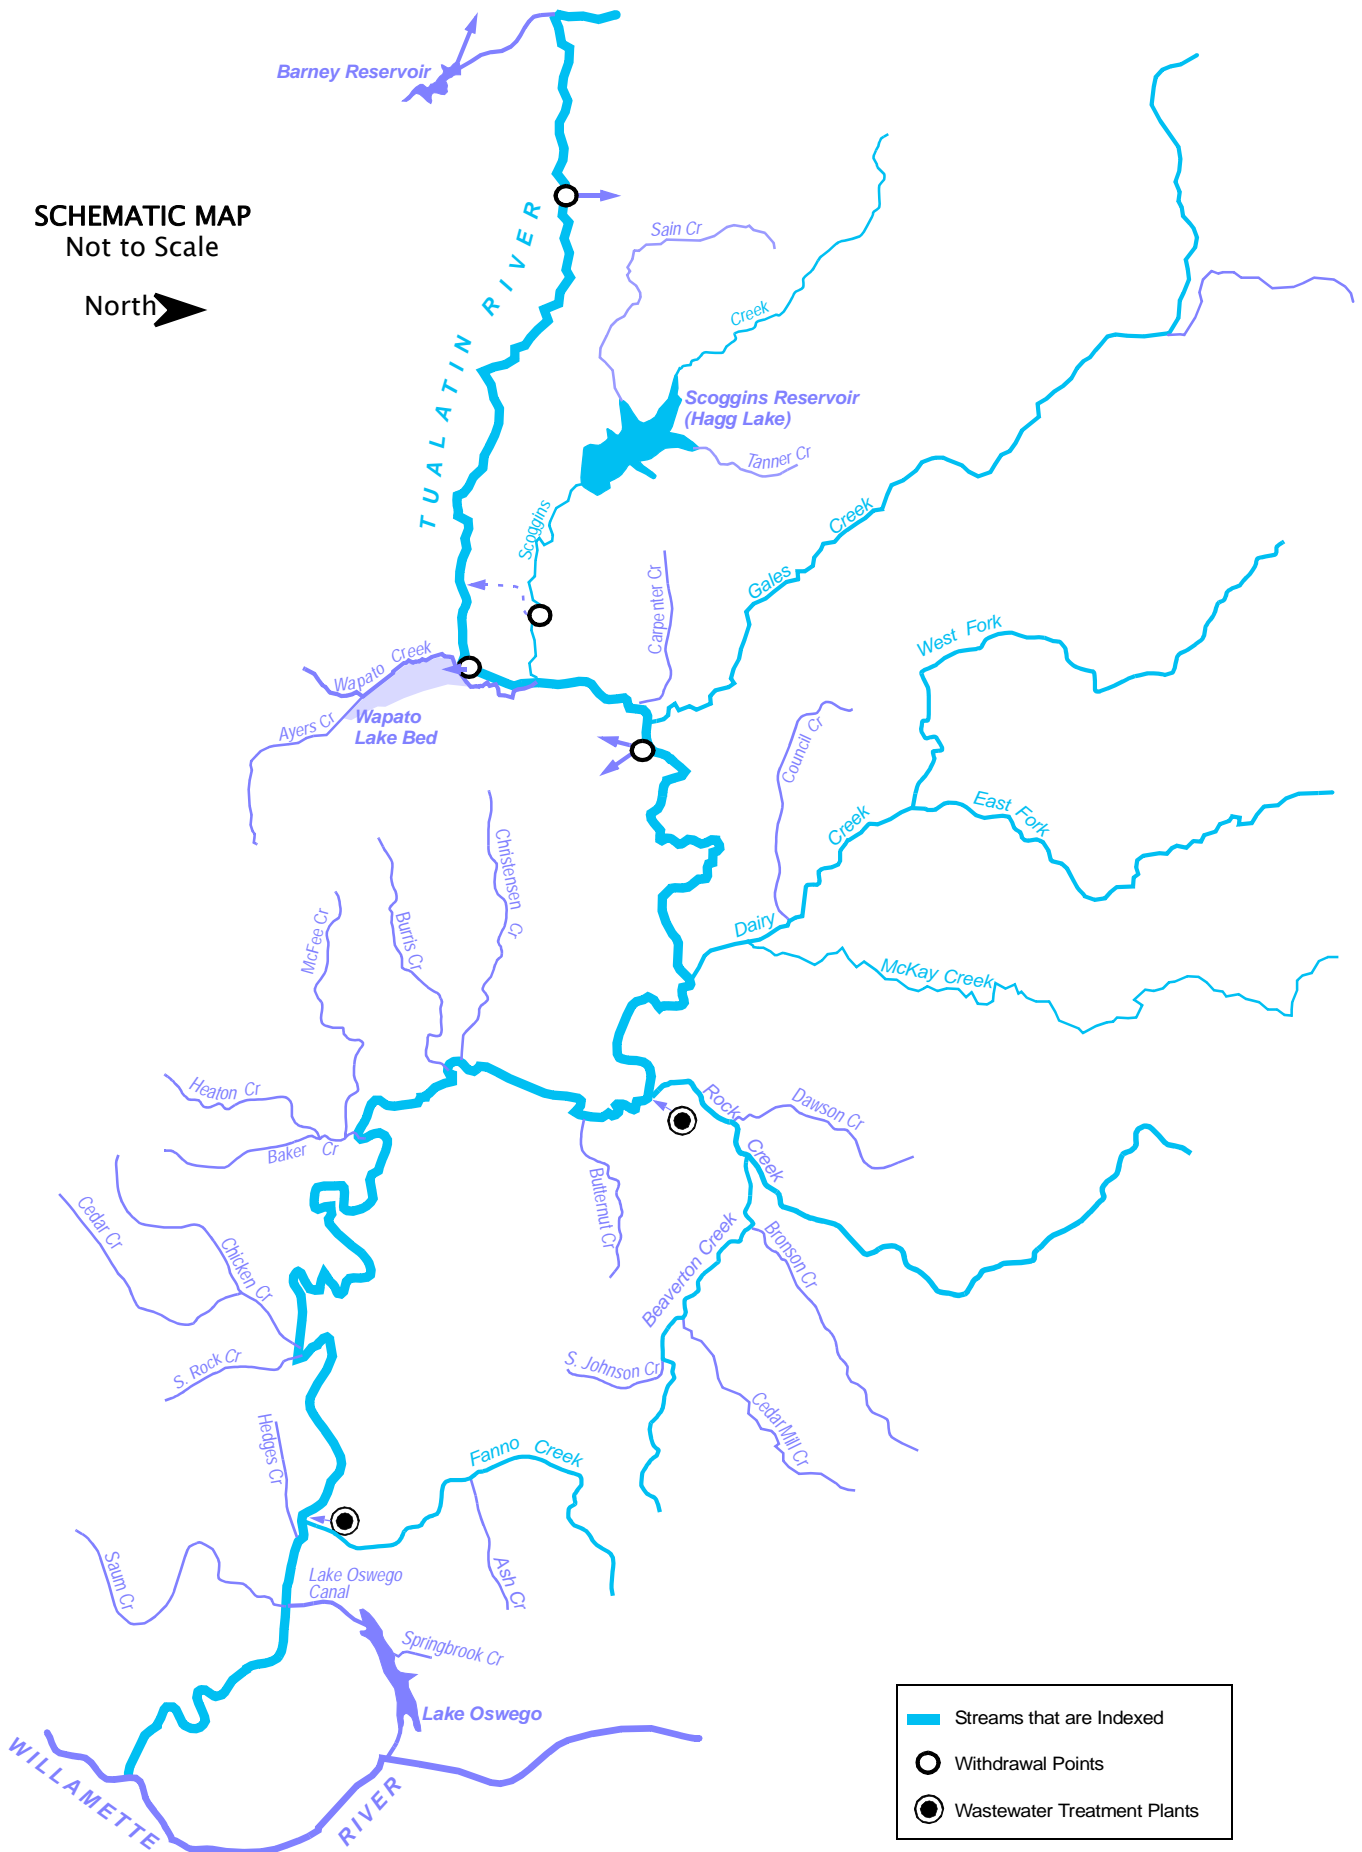 Barney Reservoir
SCHEMATIC MAP
Not to Scale
North
TUALATIN RIVER
Sain Cr
Creek
Scoggins Reservoir
(Hagg Lake)
Tanner Cr
Scoggins
Gales Creek
Carpenter Cr
West Fork
Wapato Creek
Ayers Cr
Wapato
Lake Bed
Council Cr
Creek
East Fork
Christensen Cr
Burris Cr
McFee Cr
Dairy
McKay Creek
Heaton Cr
Baker Cr
Rock
Creek
Dawson Cr
Butternut Cr
Cedar Cr
Chicken Cr
Beaverton Creek
Bronson Cr
S. Rock Cr
S. Johnson Cr
CedarMill Cr
Hedges Cr
Fanno Creek
Saum Cr
Lake Oswego
Canal
Ash Cr
Springbrook Cr
Lake Oswego
WILLAMETTE
RIVER
Streams that are Indexed
Withdrawal Points
Wastewater Treatment Plants